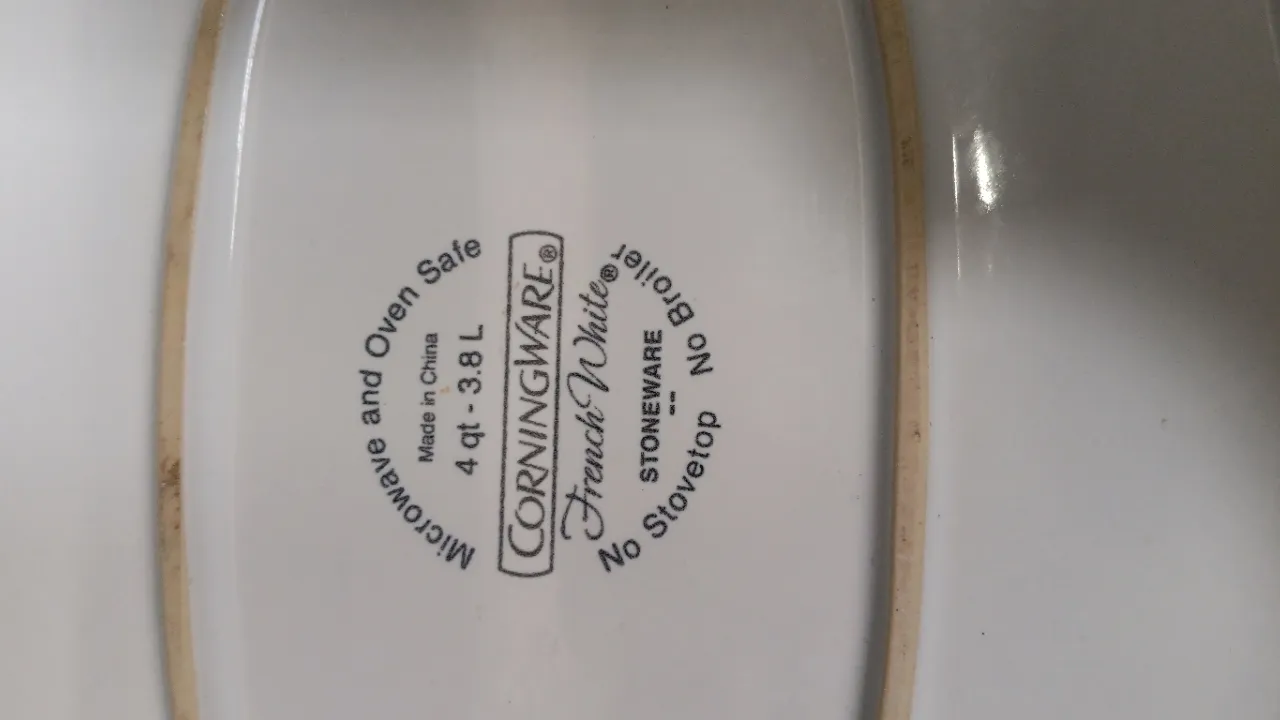 Microwave and Oven Safe
Made in China
4 qt - 3.8 L
CORNINGWARE®
French White®
STONEWARE
--
No Stovetop No Broiler